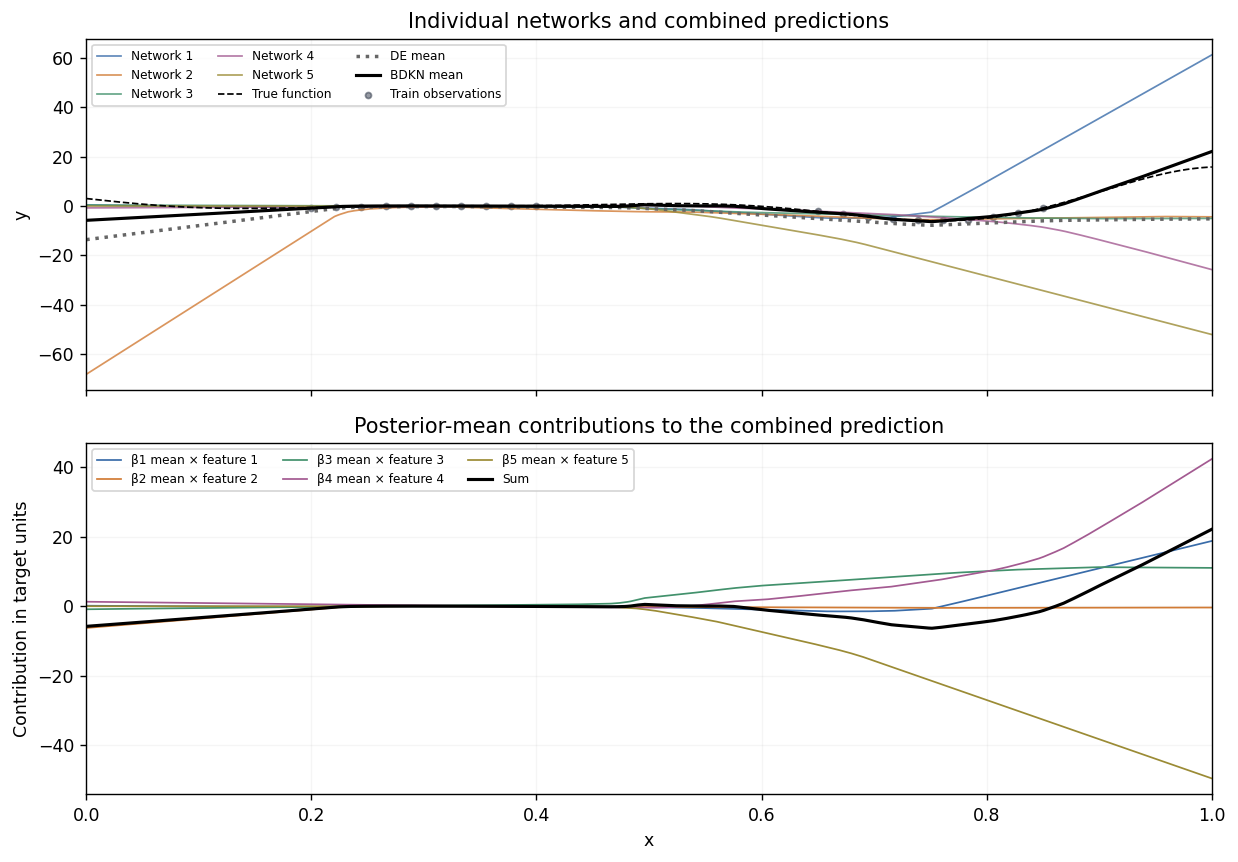 Individual networks and combined predictions
Network 1
Network 2
Network 3
Network 4
Network 5
True function
DE mean
BDKN mean
Train observations
60
40
20
0
−20
−40
−60
y
Posterior-mean contributions to the combined prediction
β1 mean × feature 1
β2 mean × feature 2
β3 mean × feature 3
β4 mean × feature 4
β5 mean × feature 5
Sum
40
20
0
−20
−40
Contribution in target units
0.0 0.2 0.4 0.6 0.8 1.0
x